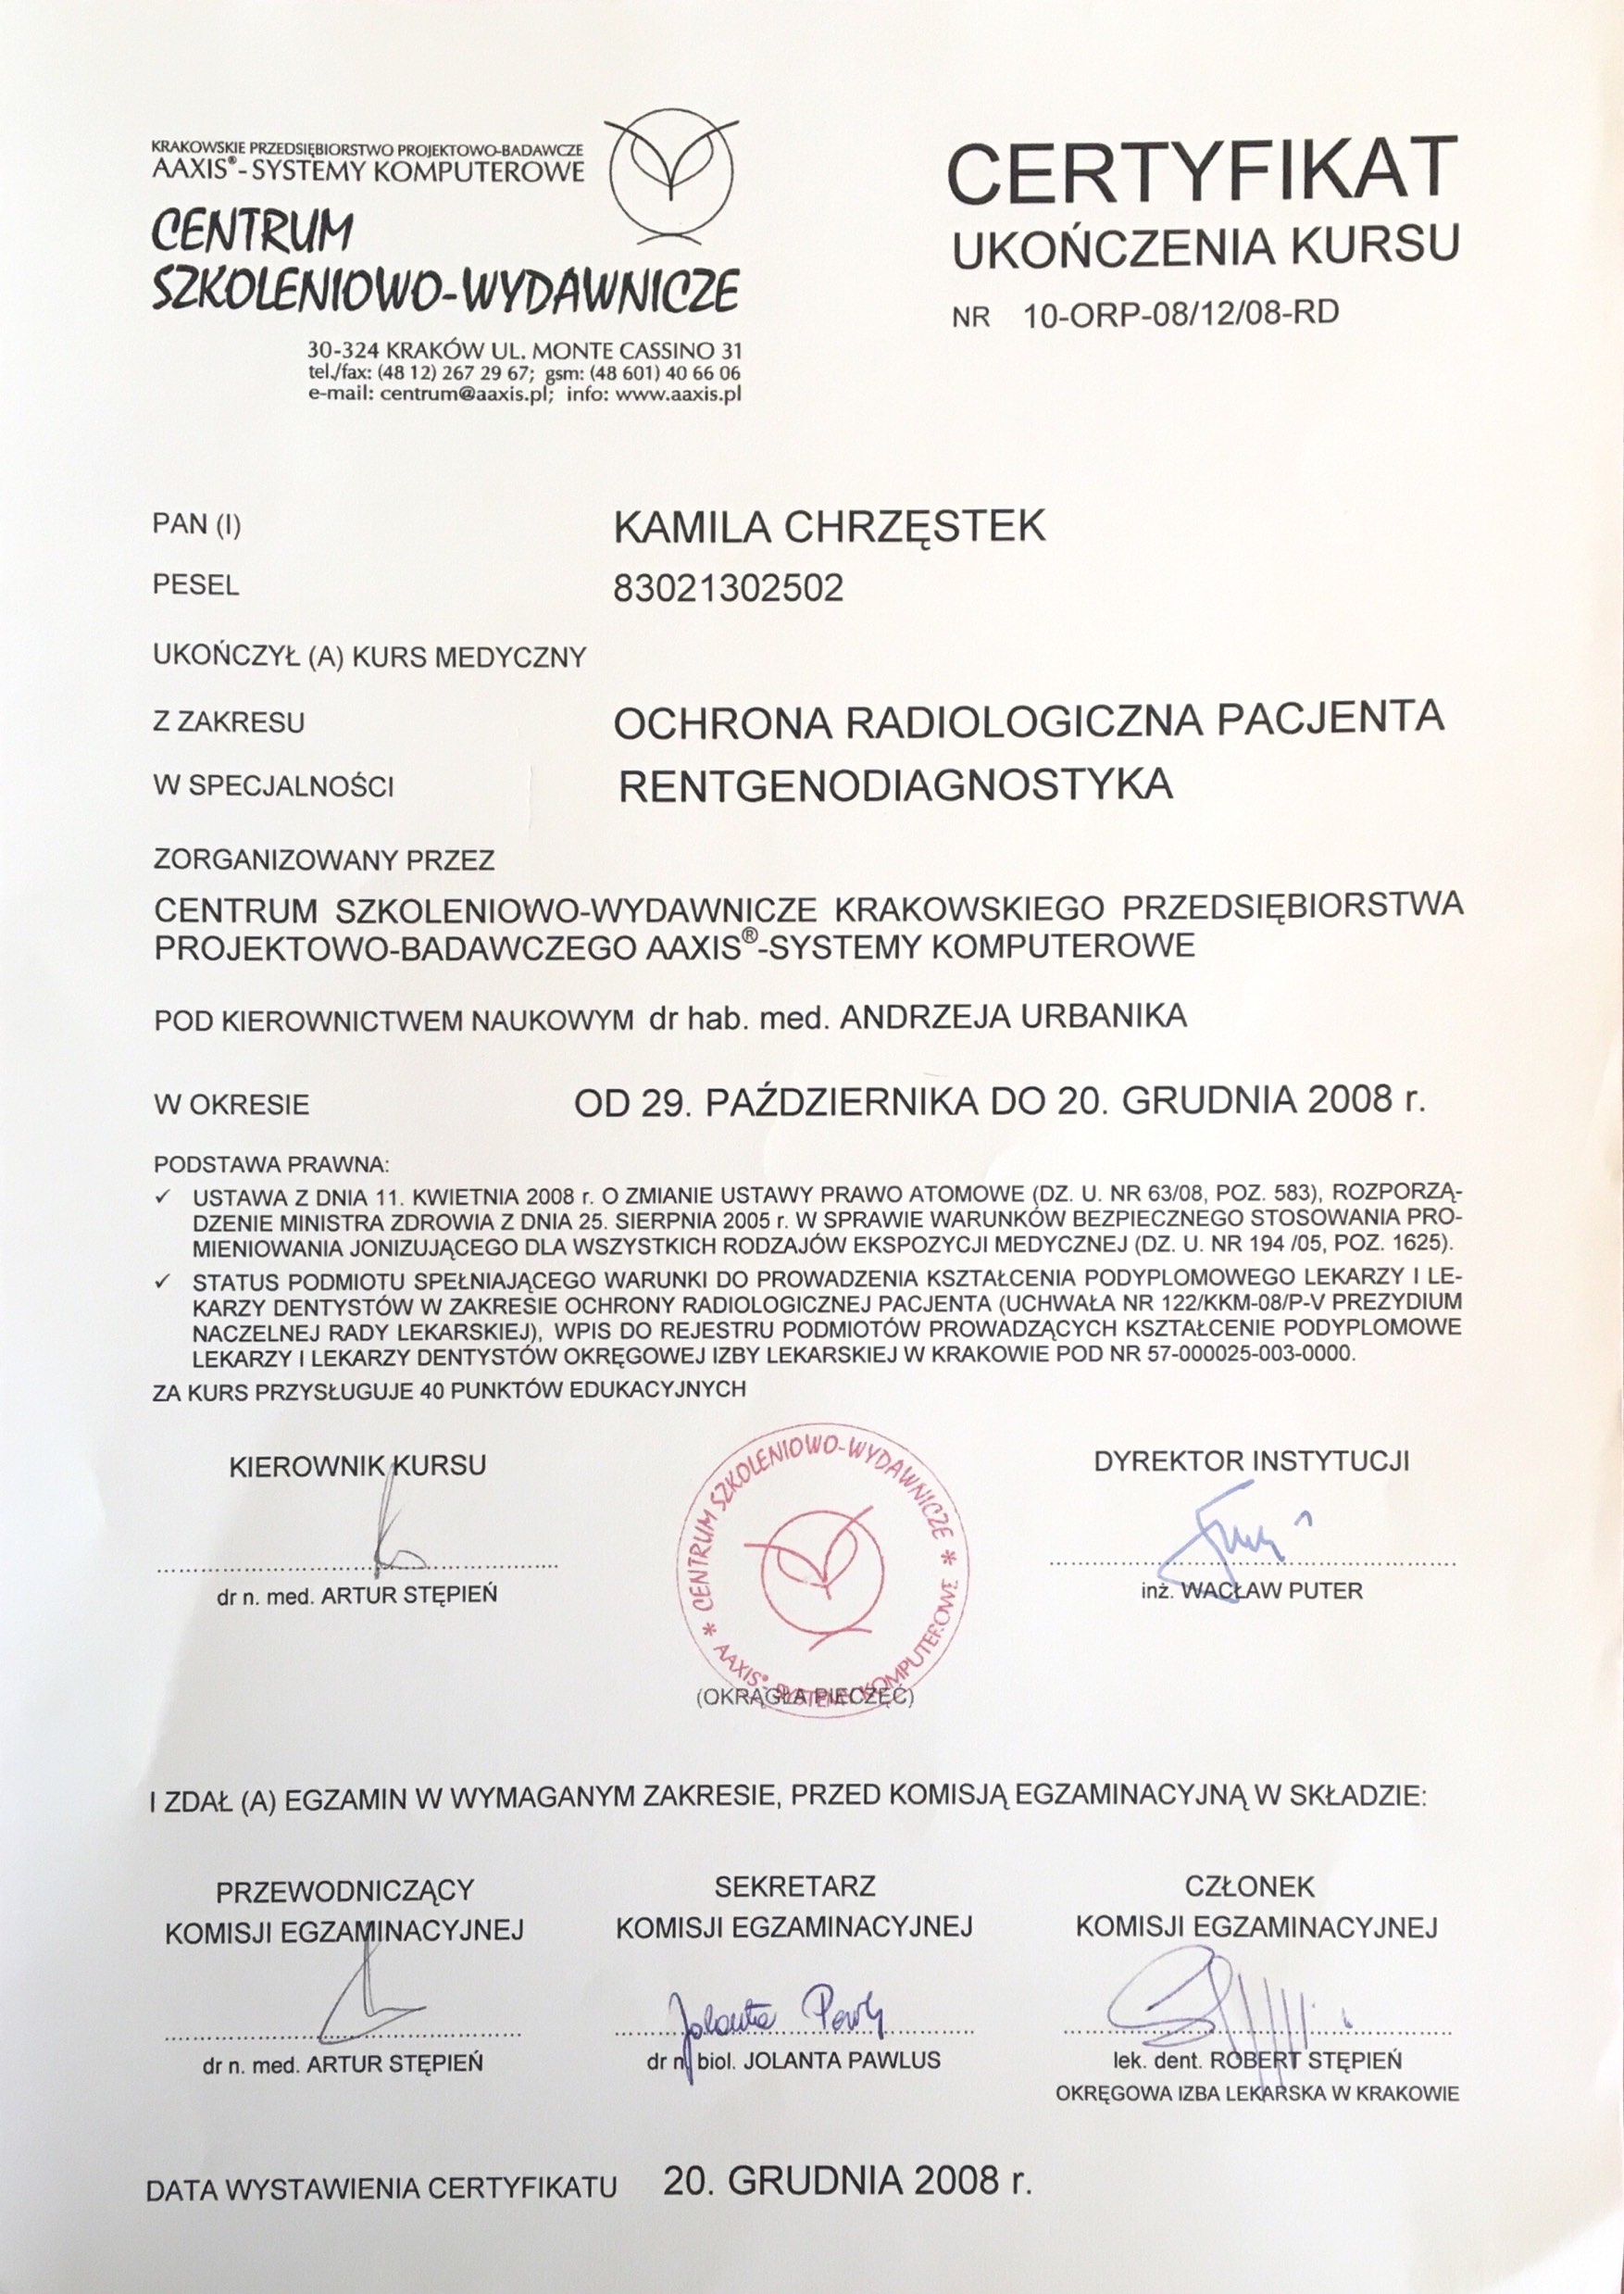 KRAKOWSKIE PRZEDSIĘBIORSTWO PROJEKTOWO-BADAWCZE
AAXIS®-SYSTEMY KOMPUTEROWE
CENTRUM
SZKOLENIOWO-WYDAWNICZE
30-324 KRAKÓW UL. MONTE CASSINO 31
tel./fax: (48 12) 267 29 67; gsm: (48 601) 40 66 06
e-mail: centrum@aaxis.pl; info: www.aaxis.pl
CERTYFIKAT
UKOŃCZENIA KURSU
NR 10-ORP-08/12/08-RD
PAN (I) KAMILA CHRZĘSTEK
PESEL 83021302502
UKOŃCZYŁ (A) KURS MEDYCZNY
Z ZAKRESU OCHRONA RADIOLOGICZNA PACJENTA
W SPECJALNOŚCI RENTGENODIAGNOSTYKA
ZORGANIZOWANY PRZEZ
CENTRUM SZKOLENIOWO-WYDAWNICZE KRAKOWSKIEGO PRZEDSIĘBIORSTWA
PROJEKTOWO-BADAWCZEGO AAXIS®-SYSTEMY KOMPUTEROWE
POD KIEROWNICTWEM NAUKOWYM dr hab. med. ANDRZEJA URBANIKA
W OKRESIE OD 29. PAŹDZIERNIKA DO 20. GRUDNIA 2008 r.
PODSTAWA PRAWNA:
✓ USTAWA Z DNIA 11. KWIETNIA 2008 r. O ZMIANIE USTAWY PRAWO ATOMOWE (DZ. U. NR 63/08, POZ. 583), ROZPORZĄ-
DZENIE MINISTRA ZDROWIA Z DNIA 25. SIERPNIA 2005 r. W SPRAWIE WARUNKÓW BEZPIECZNEGO STOSOWANIA PRO-
MIENIOWANIA JONIZUJĄCEGO DLA WSZYSTKICH RODZAJÓW EKSPOZYCJI MEDYCZNEJ (DZ. U. NR 194 /05, POZ. 1625).
✓ STATUS PODMIOTU SPEŁNIAJĄCEGO WARUNKI DO PROWADZENIA KSZTAŁCENIA PODYPLOMOWEGO LEKARZY I LE-
KARZY DENTYSTÓW W ZAKRESIE OCHRONY RADIOLOGICZNEJ PACJENTA (UCHWAŁA NR 122/KKM-08/P-V PREZYDIUM
NACZELNEJ RADY LEKARSKIEJ), WPIS DO REJESTRU PODMIOTÓW PROWADZĄCYCH KSZTAŁCENIE PODYPLOMOWE
LEKARZY I LEKARZY DENTYSTÓW OKRĘGOWEJ IZBY LEKARSKIEJ W KRAKOWIE POD NR 57-000025-003-0000.
ZA KURS PRZYSŁUGUJE 40 PUNKTÓW EDUKACYJNYCH
KIEROWNIK KURSU
dr n. med. ARTUR STĘPIEŃ
* CENTRUM SZKOLENIOWO-WYDAWNICZE *
AAXIS®-SYSTEMY KOMPUTEROWE
(OKRĄGŁA PIECZĘĆ)
DYREKTOR INSTYTUCJI
inż. WACŁAW PUTER
I ZDAŁ (A) EGZAMIN W WYMAGANYM ZAKRESIE, PRZED KOMISJĄ EGZAMINACYJNĄ W SKŁADZIE:
PRZEWODNICZĄCY
KOMISJI EGZAMINACYJNEJ
dr n. med. ARTUR STĘPIEŃ
SEKRETARZ
KOMISJI EGZAMINACYJNEJ
Jolanta
dr n. biol. JOLANTA PAWLUS
CZŁONEK
KOMISJI EGZAMINACYJNEJ
lek. dent. ROBERT STĘPIEŃ
OKRĘGOWA IZBA LEKARSKA W KRAKOWIE
DATA WYSTAWIENIA CERTYFIKATU 20. GRUDNIA 2008 r.